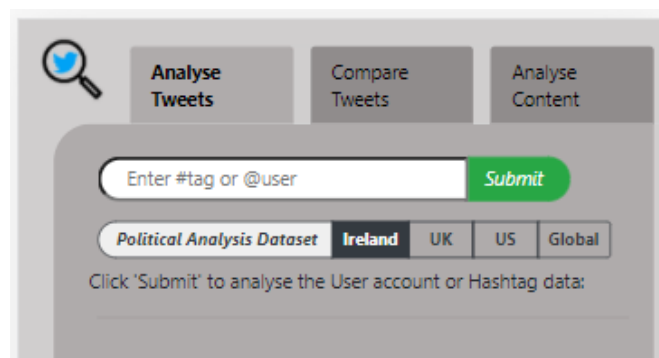 Analyse Tweets
Compare Tweets
Analyse Content
Enter #tag or @user
Submit
Political Analysis Dataset Ireland UK US Global
Click 'Submit' to analyse the User account or Hashtag data: